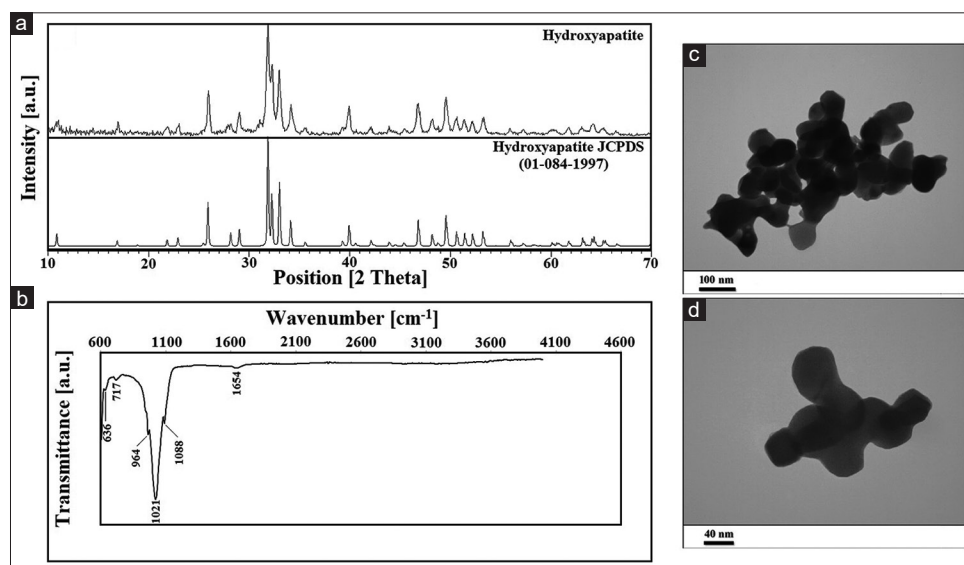 a
Hydroxyapatite
Hydroxyapatite JCPDS
(01-084-1997)
Intensity [a.u.]
10 20 30 40 50 60 70
Position [2 Theta]
b
Wavenumber [cm-1]
600 1100 1600 2100 2600 3100 3600 4100 4600
Transmittance [a.u.]
636
717
964
1021
1088
1654
c
100 nm
d
40 nm